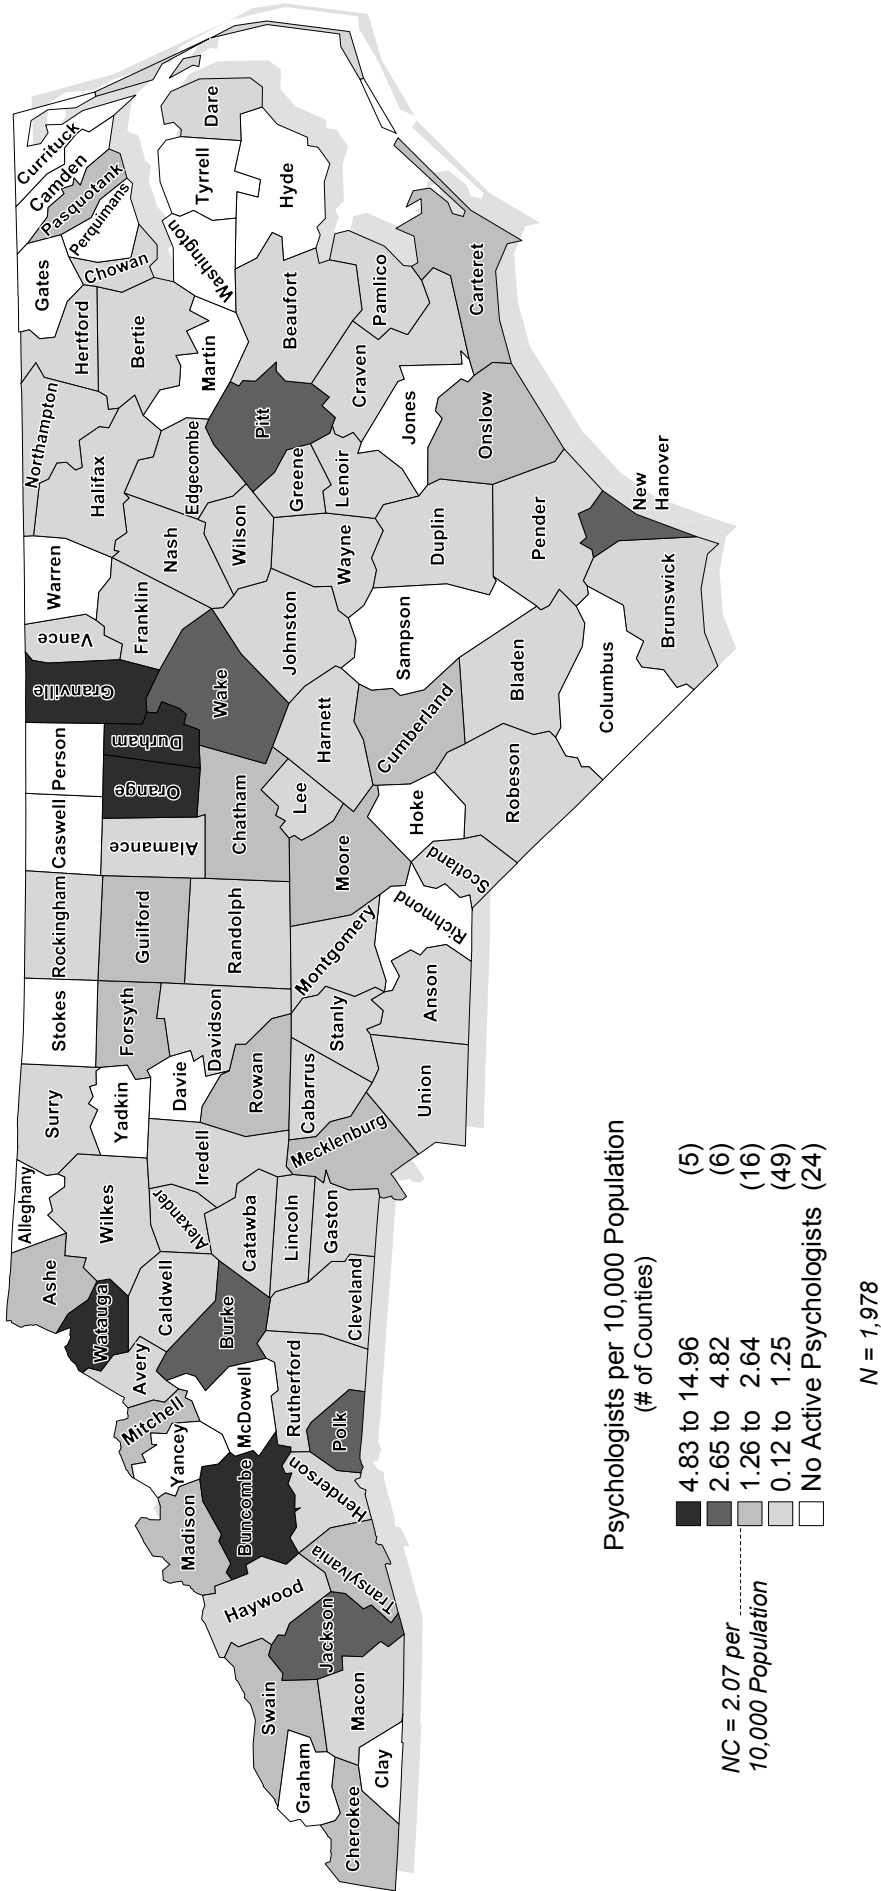 Cherokee
Graham
Clay
Swain
Macon
Jackson
Haywood
Transylvania
Madison
Buncombe
Henderson
Yancey
Mitchell
McDowell
Polk
Rutherford
Avery
Watauga
Burke
Caldwell
Cleveland
Ashe
Alleghany
Wilkes
Alexander
Catawba
Lincoln
Gaston
Surry
Yadkin
Iredell
Davie
Rowan
Cabarrus
Mecklenburg
Union
Stokes
Forsyth
Davidson
Stanly
Anson
Rockingham
Guilford
Randolph
Montgomery
Richmond
Caswell
Alamance
Chatham
Moore
Scotland
Person
Orange
Durham
Lee
Hoke
Robeson
Granville
Wake
Harnett
Cumberland
Bladen
Columbus
Vance
Warren
Franklin
Johnston
Sampson
Brunswick
Northampton
Halifax
Nash
Wilson
Wayne
Duplin
Pender
New
Hanover
Edgecombe
Greene
Lenoir
Jones
Onslow
Hertford
Bertie
Martin
Pitt
Craven
Beaufort
Pamlico
Carteret
Gates
Chowan
Perquimans
Pasquotank
Camden
Currituck
Washington
Tyrrell
Hyde
Dare
Psychologists per 10,000 Population
(# of Counties)
4.83 to 14.96 (5)
2.65 to 4.82 (6)
1.26 to 2.64 (16)
0.12 to 1.25 (49)
No Active Psychologists (24)
NC = 2.07 per
10,000 Population
N = 1,978